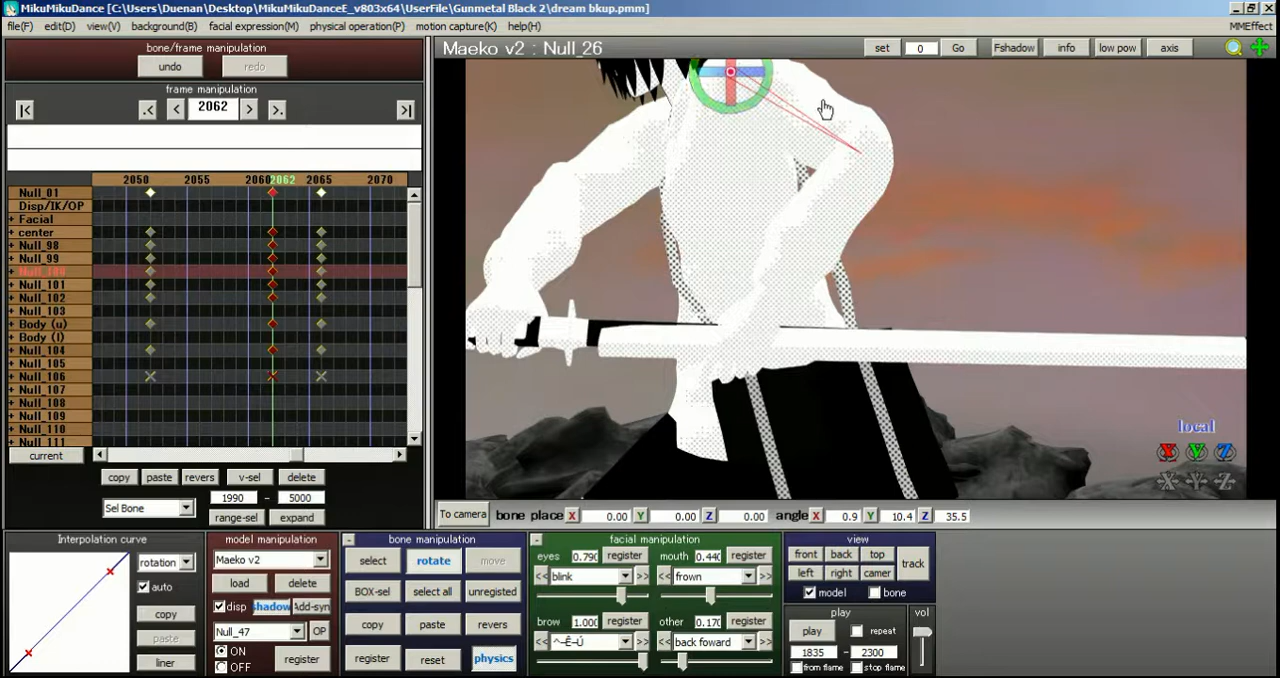 MikuMikuDance [C:\Users\Duenan\Desktop\MikuMikuDanceE_v803x64\UserFile\Gunmetal Black 2\dream bkup.pmm]
file(F) edit(D) view(V) background(B) facial expression(M) physical operation(P) motion capture(K) help(H) MMEffect
bone/frame manipulation
undo redo
frame manipulation
|< .< < 2062 > >. >|
2050 2055 2060 2062 2065 2070
Null_01
Disp/IK/OP
+ Facial
+ center
+ Null_98
+ Null_99
+ Null_101
+ Null_102
+ Null_103
+ Body (u)
+ Body (l)
+ Null_104
+ Null_105
+ Null_106
+ Null_107
+ Null_108
+ Null_109
+ Null_110
+ Null_111
current
copy paste revers v-sel delete
Sel Bone 1990 - 5000
range-sel expand
Maeko v2 : Null_26 set 0 Go Fshadow info low pow axis
local
X Y Z
X Y Z
To camera bone place X 0.00 Y 0.00 Z 0.00 angle X 0.9 Y 10.4 Z 35.5
Interpolation curve
rotation
auto
copy
paste
liner
model manipulation
Maeko v2
load delete
disp shadow Add-syn
Null_47 OP
ON
OFF register
- bone manipulation
select rotate move
BOX-sel select all unregisted
copy paste revers
register reset physics
- facial manipulation
eyes 0.790 register mouth 0.440 register
<< blink >> << frown >>
brow 1.000 register other 0.170 register
<< >> << back foward >>
view
front back top track
left right camer
model bone
play
play repeat
1835 - 2300
from flame stop flame
vol